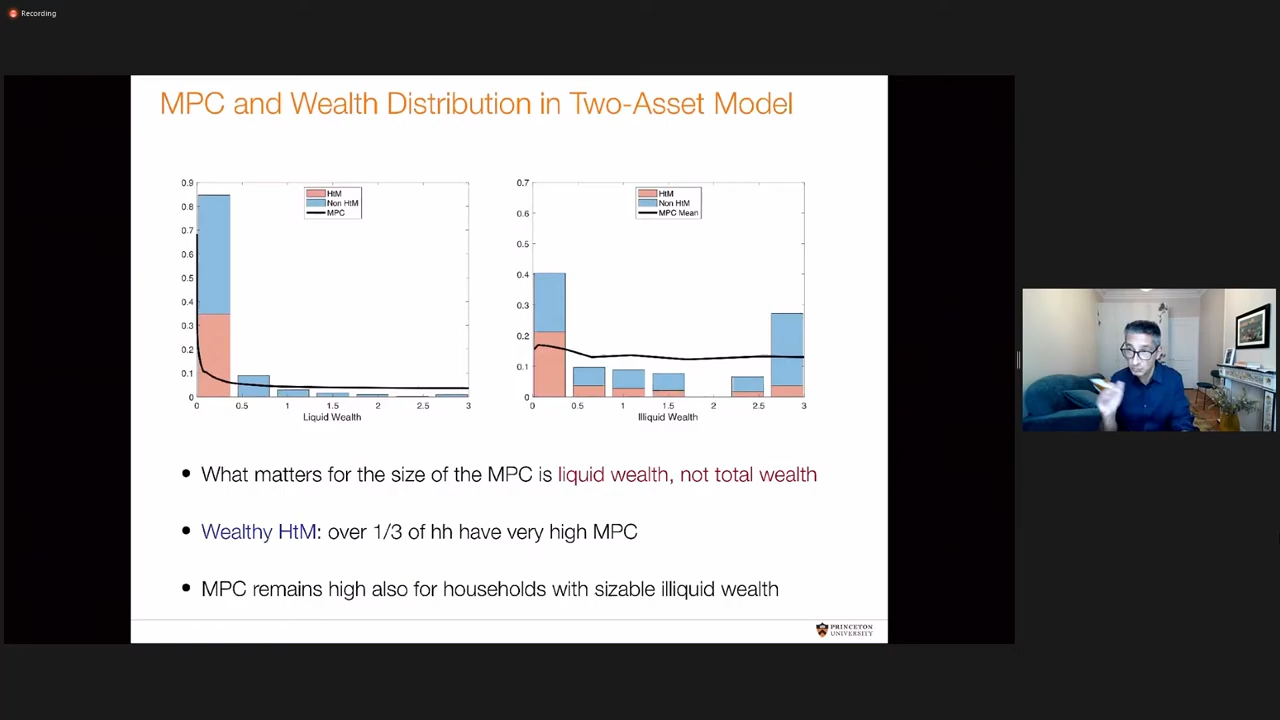 Recording
MPC and Wealth Distribution in Two-Asset Model
0.9
0.8
0.7
0.6
0.5
0.4
0.3
0.2
0.1
0
HtM
Non HtM
MPC
0 0.5 1 1.5 2 2.5 3
Liquid Wealth
0.7
0.6
0.5
0.4
0.3
0.2
0.1
0
HtM
Non HtM
MPC Mean
0 0.5 1 1.5 2 2.5 3
Illiquid Wealth
• What matters for the size of the MPC is liquid wealth, not total wealth
• Wealthy HtM: over 1/3 of hh have very high MPC
• MPC remains high also for households with sizable illiquid wealth
PRINCETON
UNIVERSITY